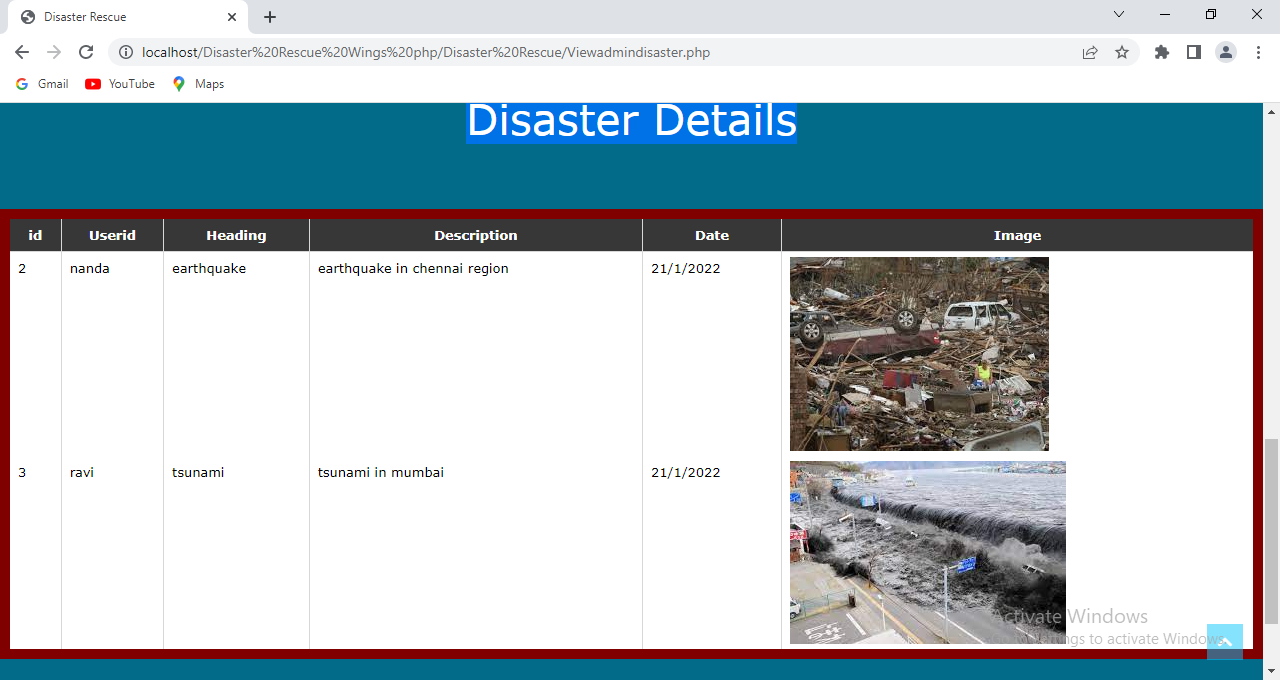 Disaster Rescue
localhost/Disaster%20Rescue%20Wings%20php/Disaster%20Rescue/Viewadmindisaster.php
Gmail YouTube Maps
Disaster Details
id Userid Heading Description Date Image
2 nanda earthquake earthquake in chennai region 21/1/2022
3 ravi tsunami tsunami in mumbai 21/1/2022
Activate Windows
to activate Windows.